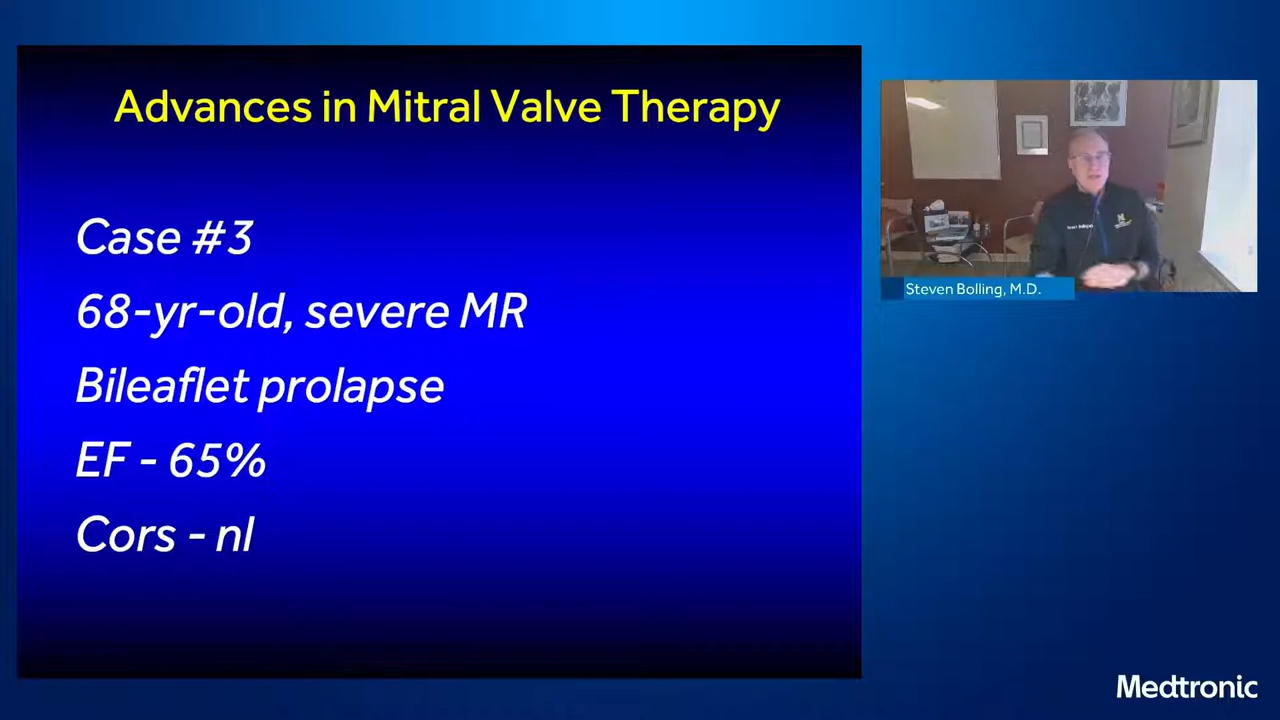 Advances in Mitral Valve Therapy
Case #3
68-yr-old, severe MR
Bileaflet prolapse
EF - 65%
Cors - nl
Steven Bolling, M.D.
Medtronic